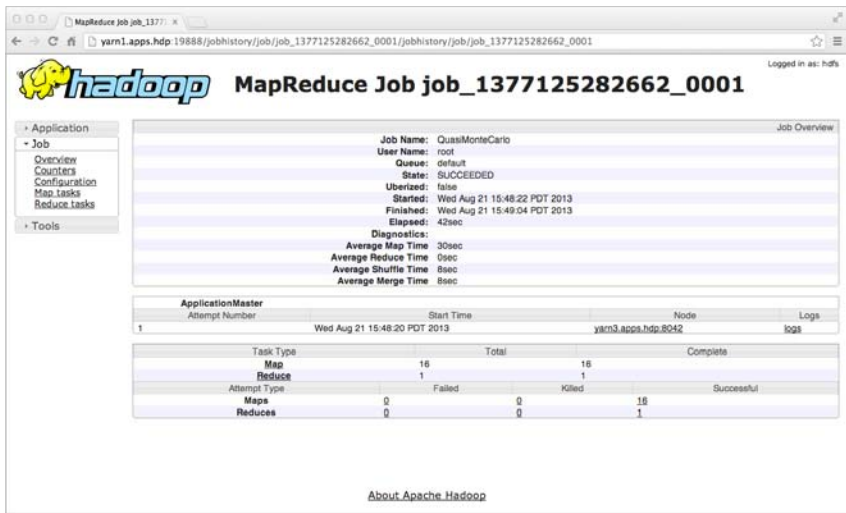 MapReduce Job job_1377
yarn1.apps.hdp:19888/jobhistory/job/job_1377125282662_0001/jobhistory/job/job_1377125282662_0001
Logged in as: hdfs
hadoop
MapReduce Job job_1377125282662_0001
Application
Job
Overview
Counters
Configuration
Map tasks
Reduce tasks
Tools
Job Overview
Job Name: QuasiMonteCarlo
User Name: root
Queue: default
State: SUCCEEDED
Uberized: false
Started: Wed Aug 21 15:48:22 PDT 2013
Finished: Wed Aug 21 15:49:04 PDT 2013
Elapsed: 42sec
Diagnostics:
Average Map Time 30sec
Average Reduce Time 0sec
Average Shuffle Time 8sec
Average Merge Time 8sec
ApplicationMaster
Attempt Number Start Time Node Logs
1 Wed Aug 21 15:48:20 PDT 2013 yarn3.apps.hdp:8042 logs
Task Type Total Complete
Map 16 16
Reduce 1 1
Attempt Type Failed Killed Successful
Maps 0 0 16
Reduces 0 0 1
About Apache Hadoop